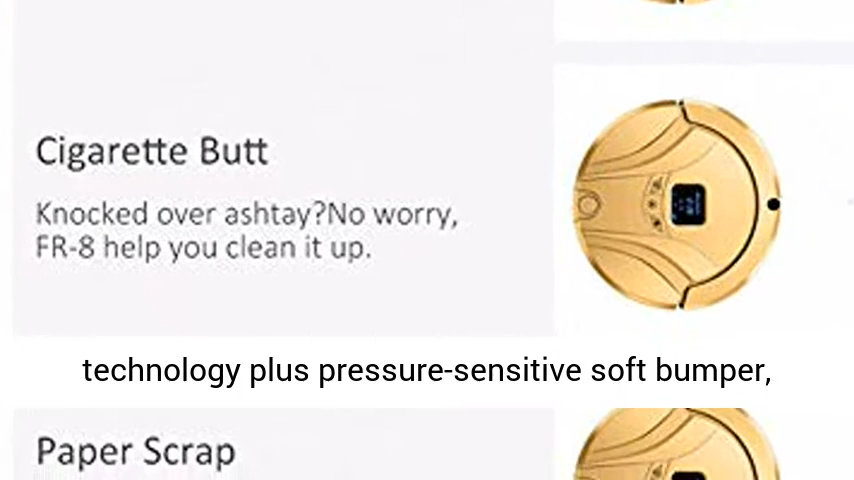 Cigarette Butt
Knocked over ashtay?No worry,
FR-8 help you clean it up.
technology plus pressure-sensitive soft bumper,
Paper Scrap